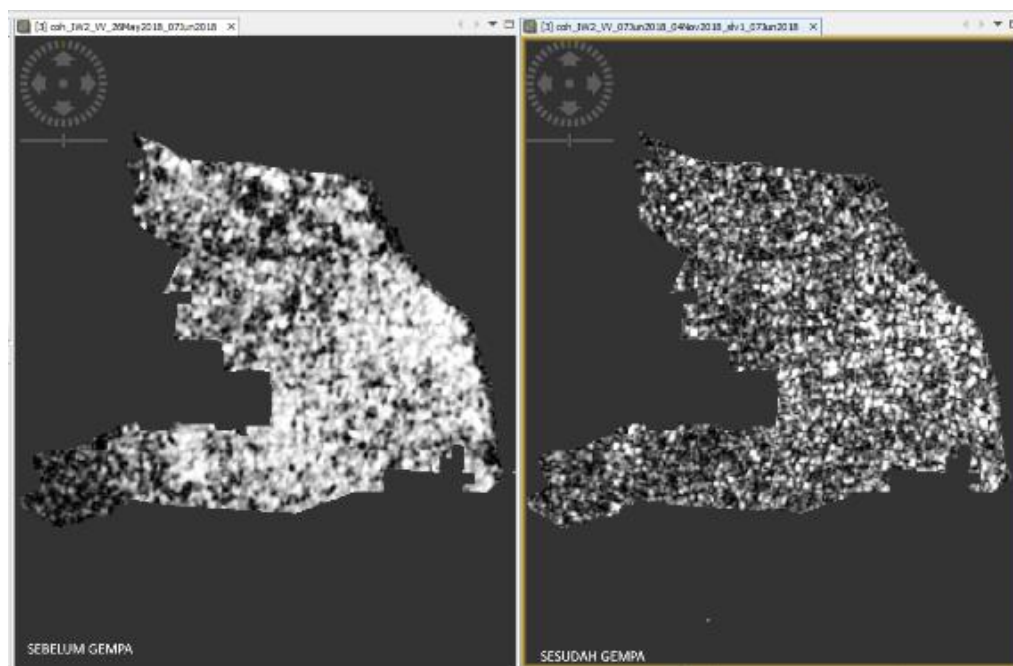 [3] coh_IW2_VV_26May2018_07Jun2018
[3] coh_IW2_VV_07Jun2018_04Nov2018_slv1_07Jun2018
SEBELUM GEMPA
SESUDAH GEMPA